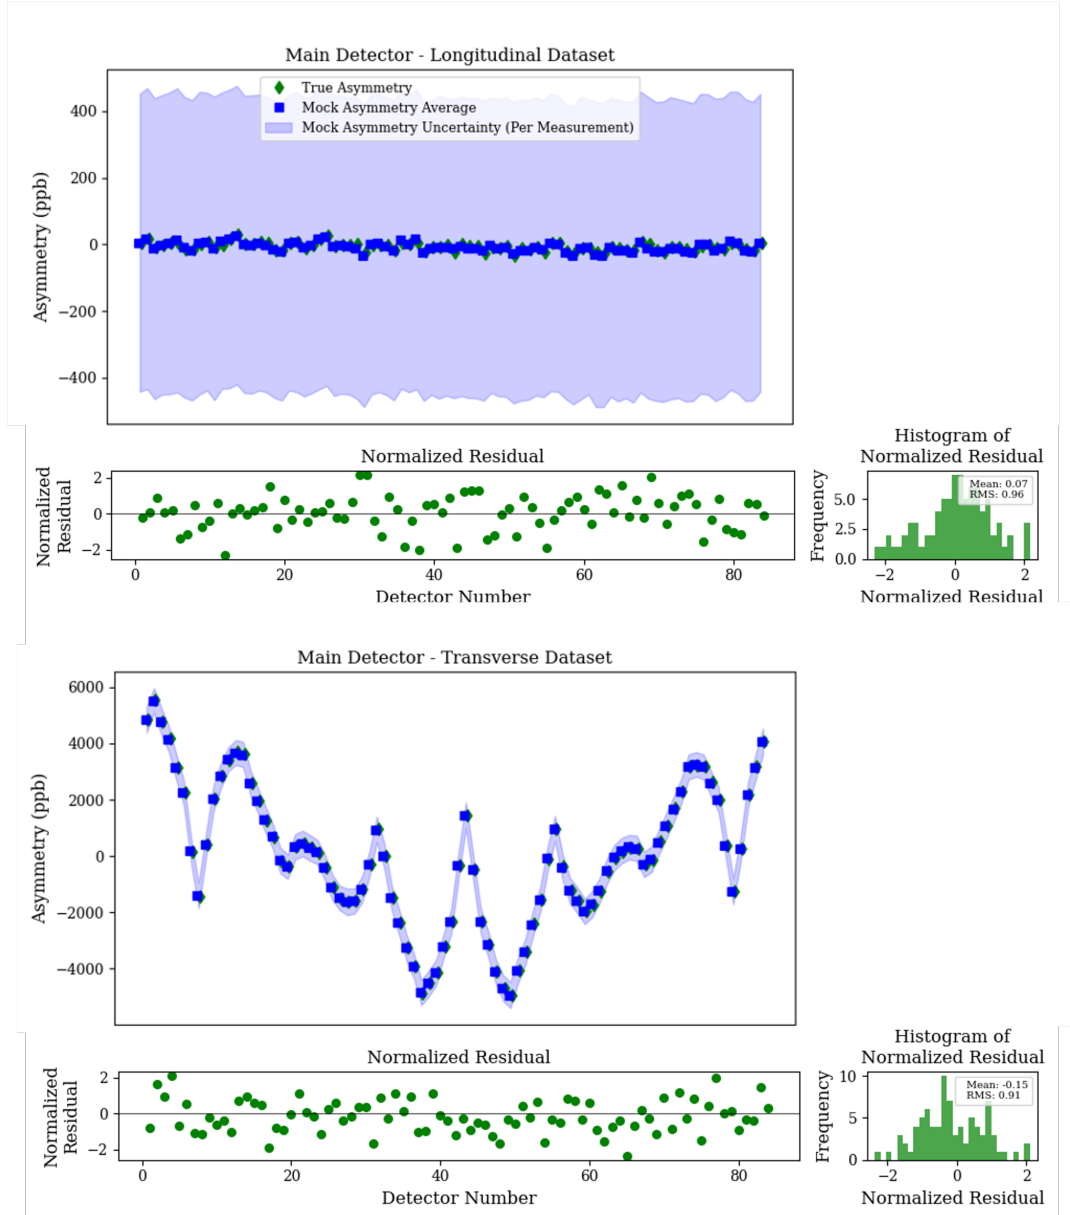 Main Detector - Longitudinal Dataset
True Asymmetry
Mock Asymmetry Average
Mock Asymmetry Uncertainty (Per Measurement)
Asymmetry (ppb)
400
200
0
−200
−400
Normalized Residual
Normalized
Residual
2
0
−2
0
20
40
60
80
Detector Number
Histogram of
Normalized Residual
Mean: 0.07
RMS: 0.96
Frequency
5.0
2.5
0.0
−2
0
2
Normalized Residual
Main Detector - Transverse Dataset
Asymmetry (ppb)
6000
4000
2000
0
−2000
−4000
Normalized Residual
Normalized
Residual
2
0
−2
0
20
40
60
80
Detector Number
Histogram of
Normalized Residual
Mean: -0.15
RMS: 0.91
Frequency
10
5
0
−2
0
2
Normalized Residual